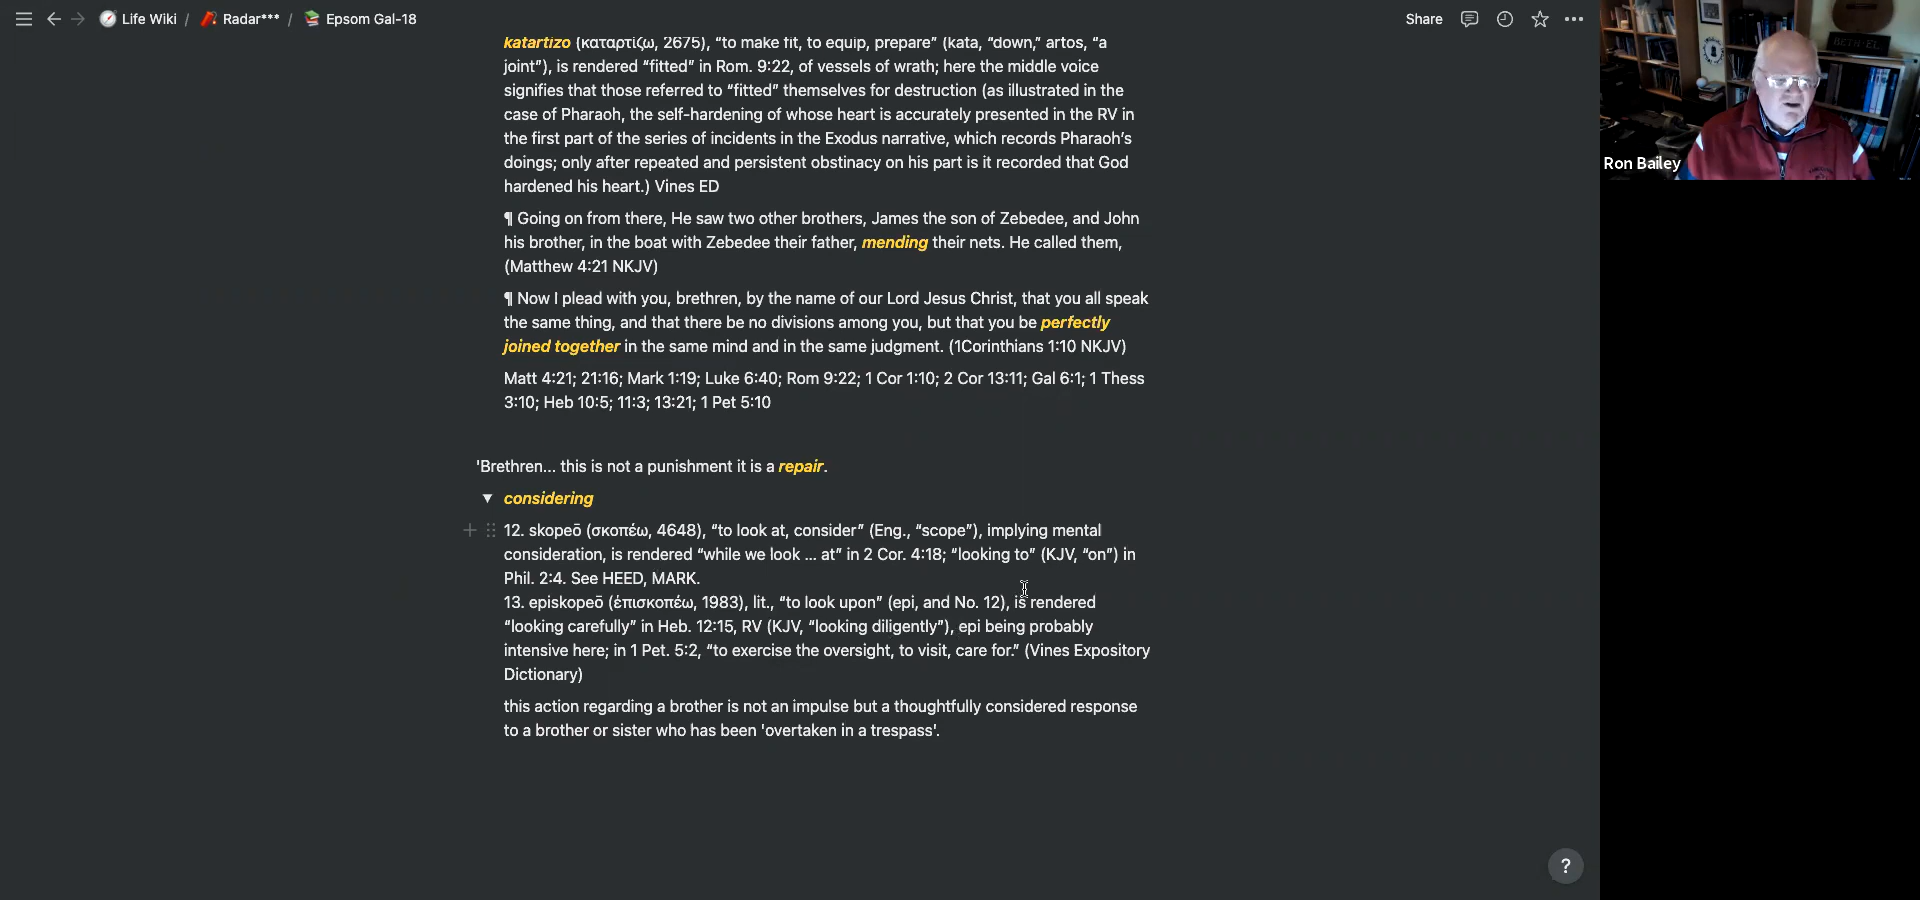 Life Wiki / Radar*** / Epsom Gal-18
Share
katartizo (καταρτίζω, 2675), “to make fit, to equip, prepare” (kata, “down,” artos, “a
joint”), is rendered “fitted” in Rom. 9:22, of vessels of wrath; here the middle voice
signifies that those referred to “fitted” themselves for destruction (as illustrated in the
case of Pharaoh, the self-hardening of whose heart is accurately presented in the RV in
the first part of the series of incidents in the Exodus narrative, which records Pharaoh’s
doings; only after repeated and persistent obstinacy on his part is it recorded that God
hardened his heart.) Vines ED
¶ Going on from there, He saw two other brothers, James the son of Zebedee, and John
his brother, in the boat with Zebedee their father, mending their nets. He called them,
(Matthew 4:21 NKJV)
¶ Now I plead with you, brethren, by the name of our Lord Jesus Christ, that you all speak
the same thing, and that there be no divisions among you, but that you be perfectly
joined together in the same mind and in the same judgment. (1Corinthians 1:10 NKJV)
Matt 4:21; 21:16; Mark 1:19; Luke 6:40; Rom 9:22; 1 Cor 1:10; 2 Cor 13:11; Gal 6:1; 1 Thess
3:10; Heb 10:5; 11:3; 13:21; 1 Pet 5:10
'Brethren... this is not a punishment it is a repair.
considering
12. skopeō (σκοπέω, 4648), “to look at, consider” (Eng., “scope”), implying mental
consideration, is rendered “while we look ... at” in 2 Cor. 4:18; “looking to” (KJV, “on”) in
Phil. 2:4. See HEED, MARK.
13. episkopeō (ἐπισκοπέω, 1983), lit., “to look upon” (epi, and No. 12), is rendered
“looking carefully” in Heb. 12:15, RV (KJV, “looking diligently”), epi being probably
intensive here; in 1 Pet. 5:2, “to exercise the oversight, to visit, care for.” (Vines Expository
Dictionary)
this action regarding a brother is not an impulse but a thoughtfully considered response
to a brother or sister who has been 'overtaken in a trespass'.
?
BETH-EL
Ron Bailey